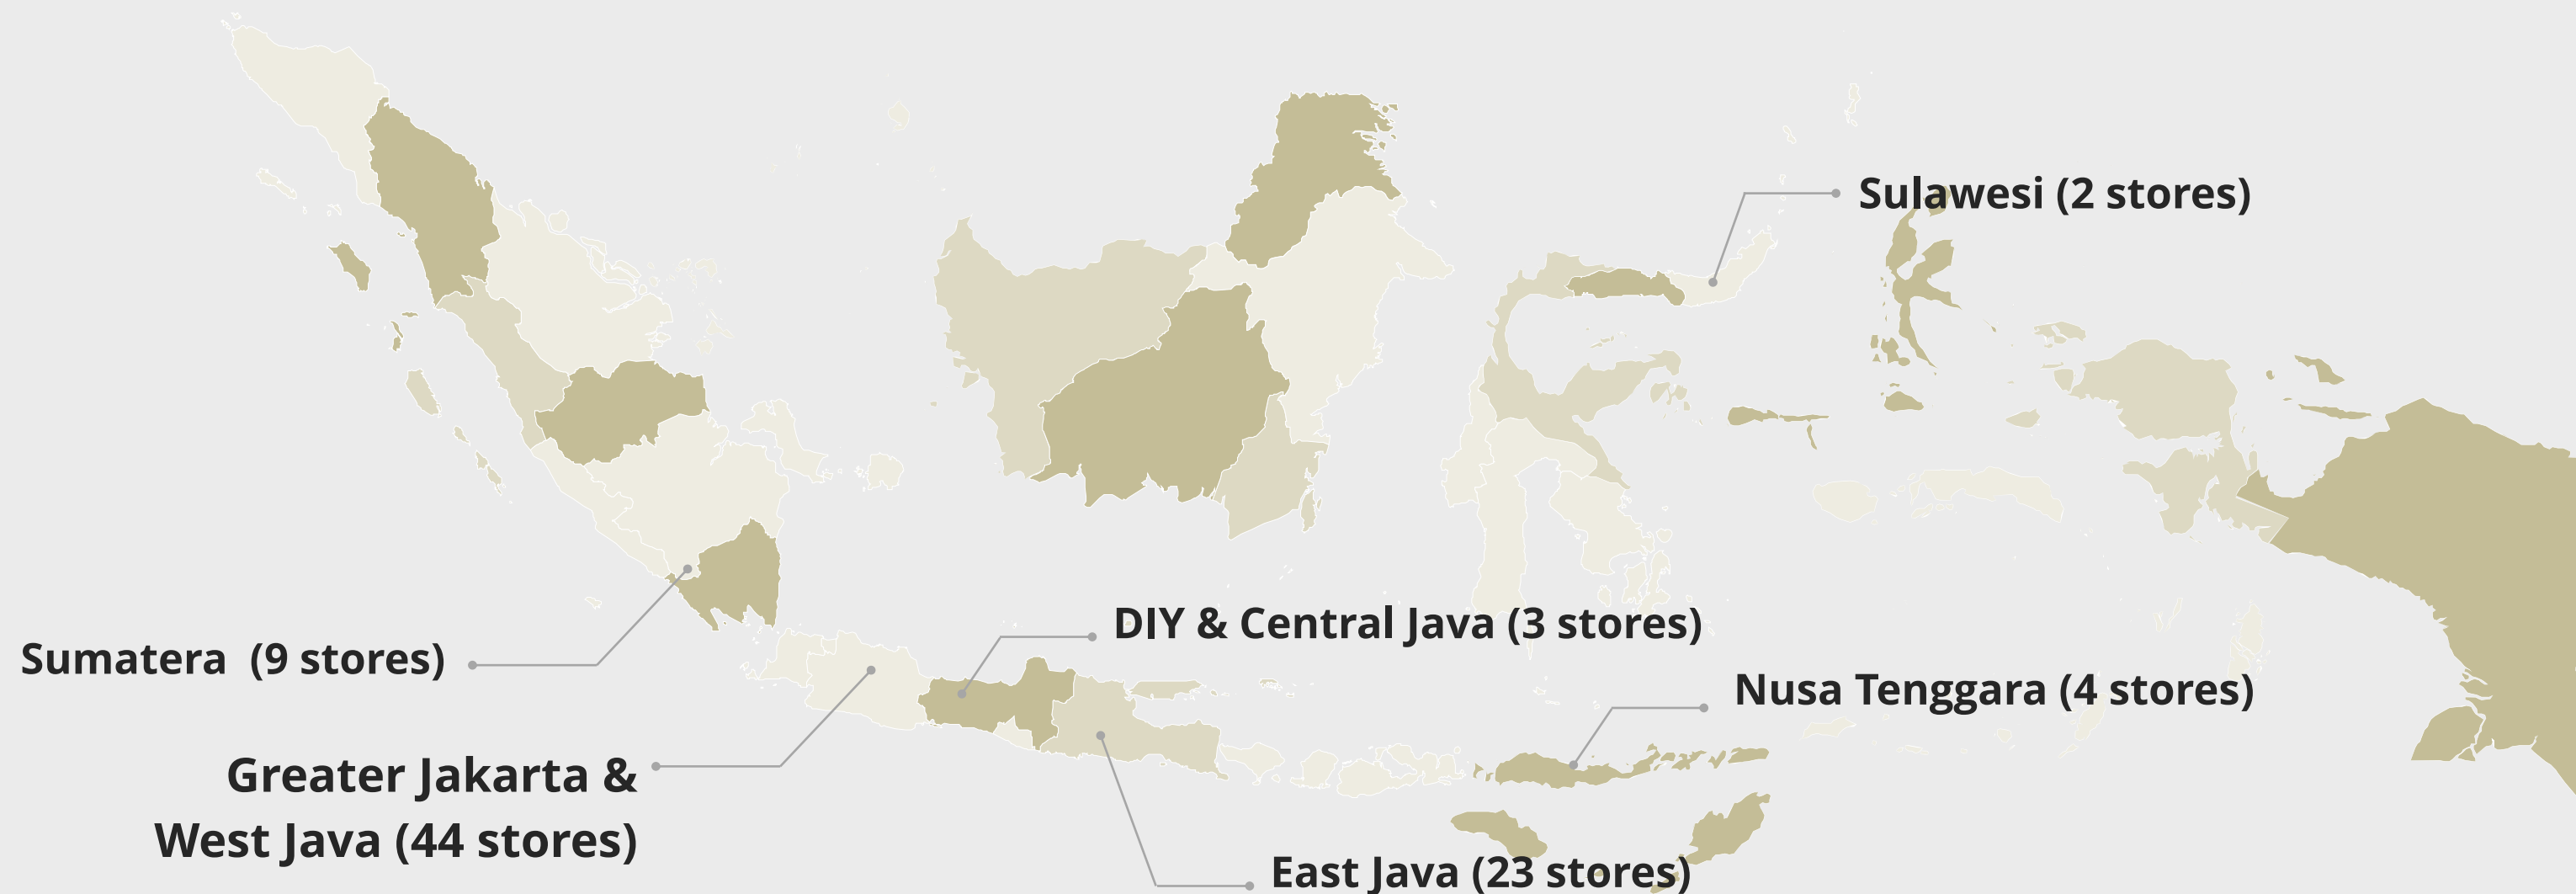 Sulawesi (2 stores)
DIY & Central Java (3 stores)
Sumatera (9 stores)
Nusa Tenggara (4 stores)
Greater Jakarta &
West Java (44 stores)
East Java (23 stores)